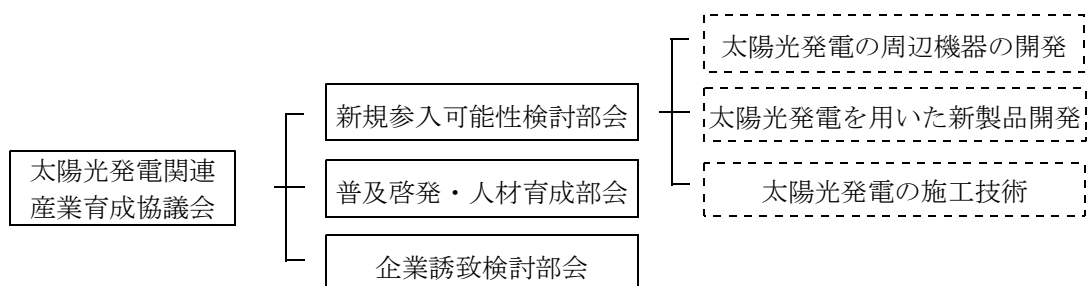 太陽光発電関連
産業育成協議会
新規参入可能性検討部会
普及啓発・人材育成部会
企業誘致検討部会
太陽光発電の周辺機器の開発
太陽光発電を用いた新製品開発
太陽光発電の施工技術